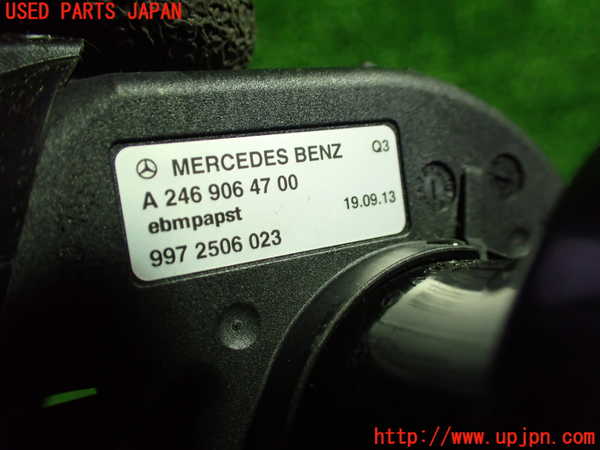 USED PARTS JAPAN
MERCEDES BENZ Q3
A 246 906 47 00
ebmpapst 19.09.13
997 2506 023
http://www.upjpn.com/